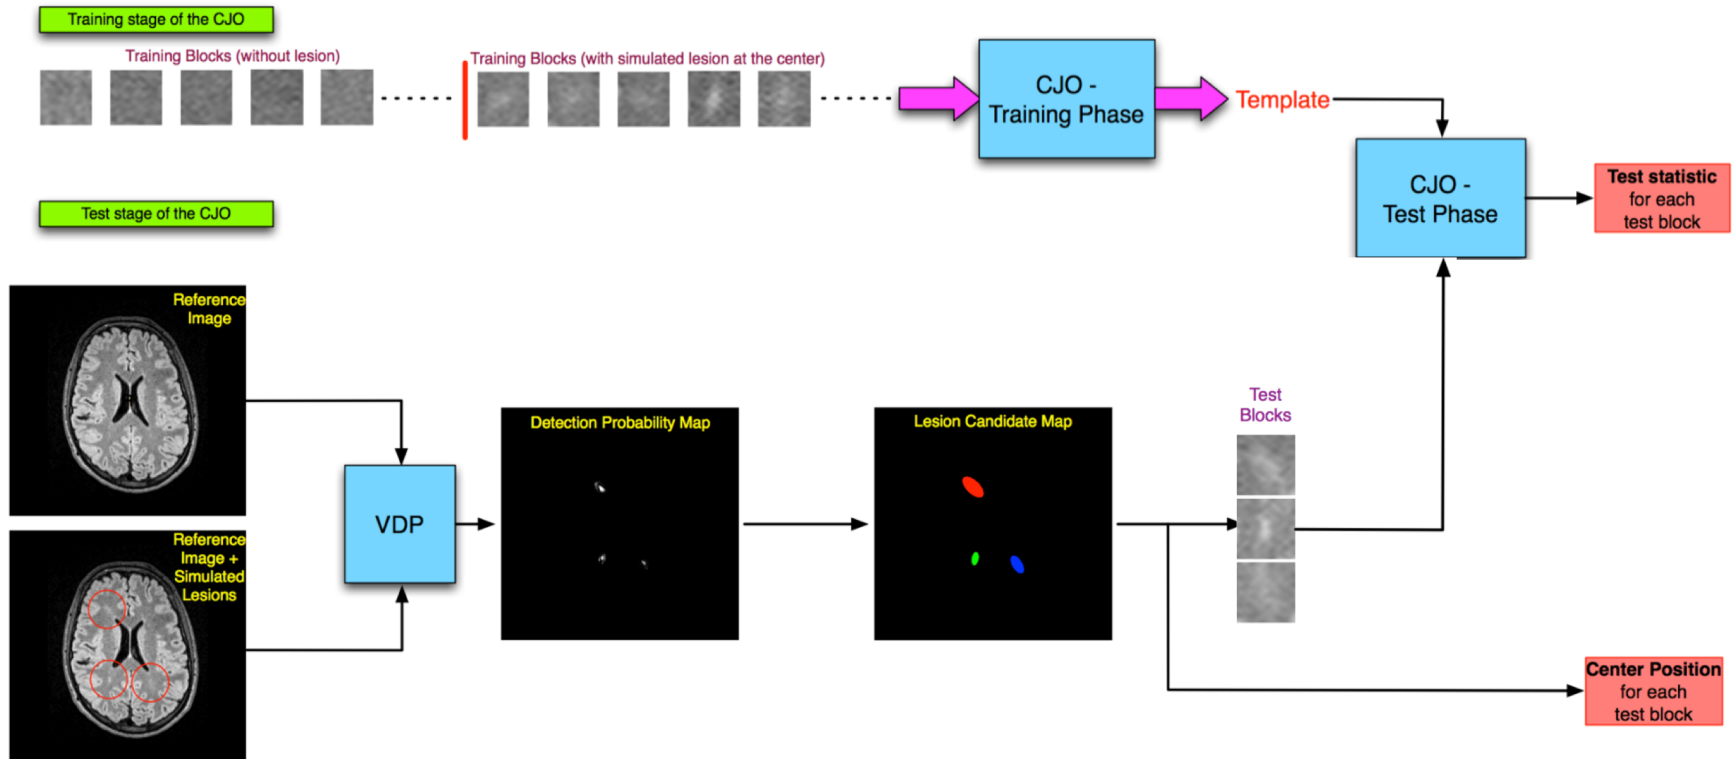 Training stage of the CJO
Training Blocks (without lesion)
Training Blocks (with simulated lesion at the center)
CJO -
Training Phase
Template
CJO -
Test Phase
Test statistic
for each
test block
Test stage of the CJO
Reference
Image
Reference
Image +
Simulated
Lesions
VDP
Detection Probability Map
Lesion Candidate Map
Test
Blocks
Center Position
for each
test block